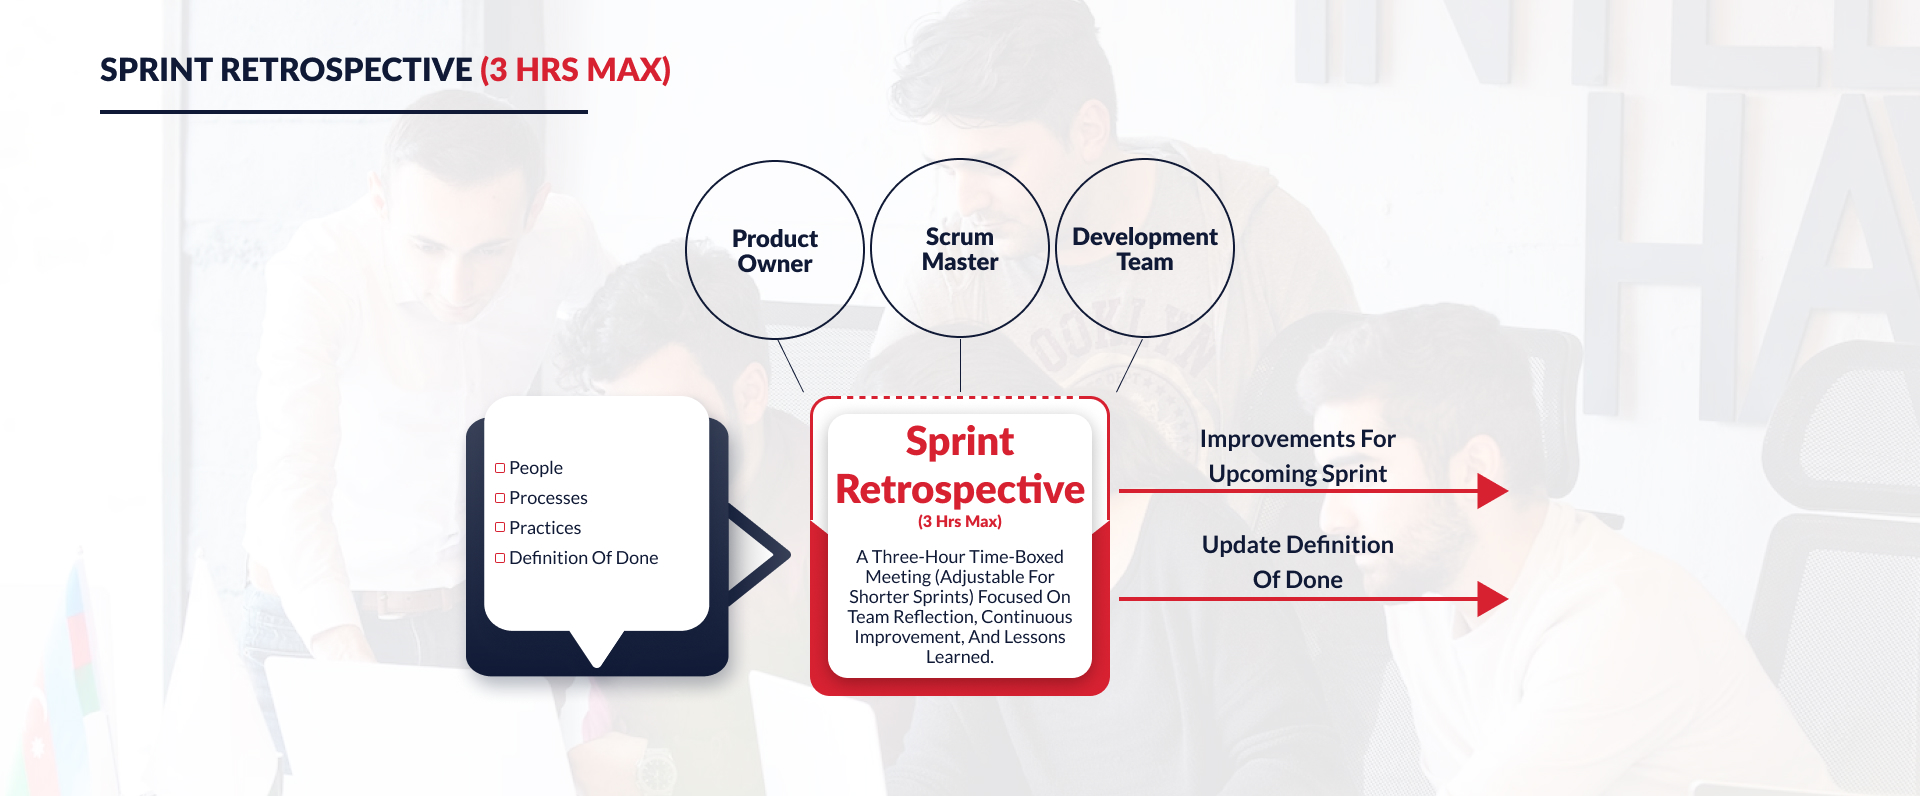 SPRINT RETROSPECTIVE (3 HRS MAX)
Product
Owner
Scrum
Master
Development
Team
People
Processes
Practices
Definition Of Done
Sprint
Retrospective
(3 Hrs Max)
A Three-Hour Time-Boxed
Meeting (Adjustable For
Shorter Sprints) Focused On
Team Reflection, Continuous
Improvement, And Lessons
Learned.
Improvements For
Upcoming Sprint
Update Definition
Of Done